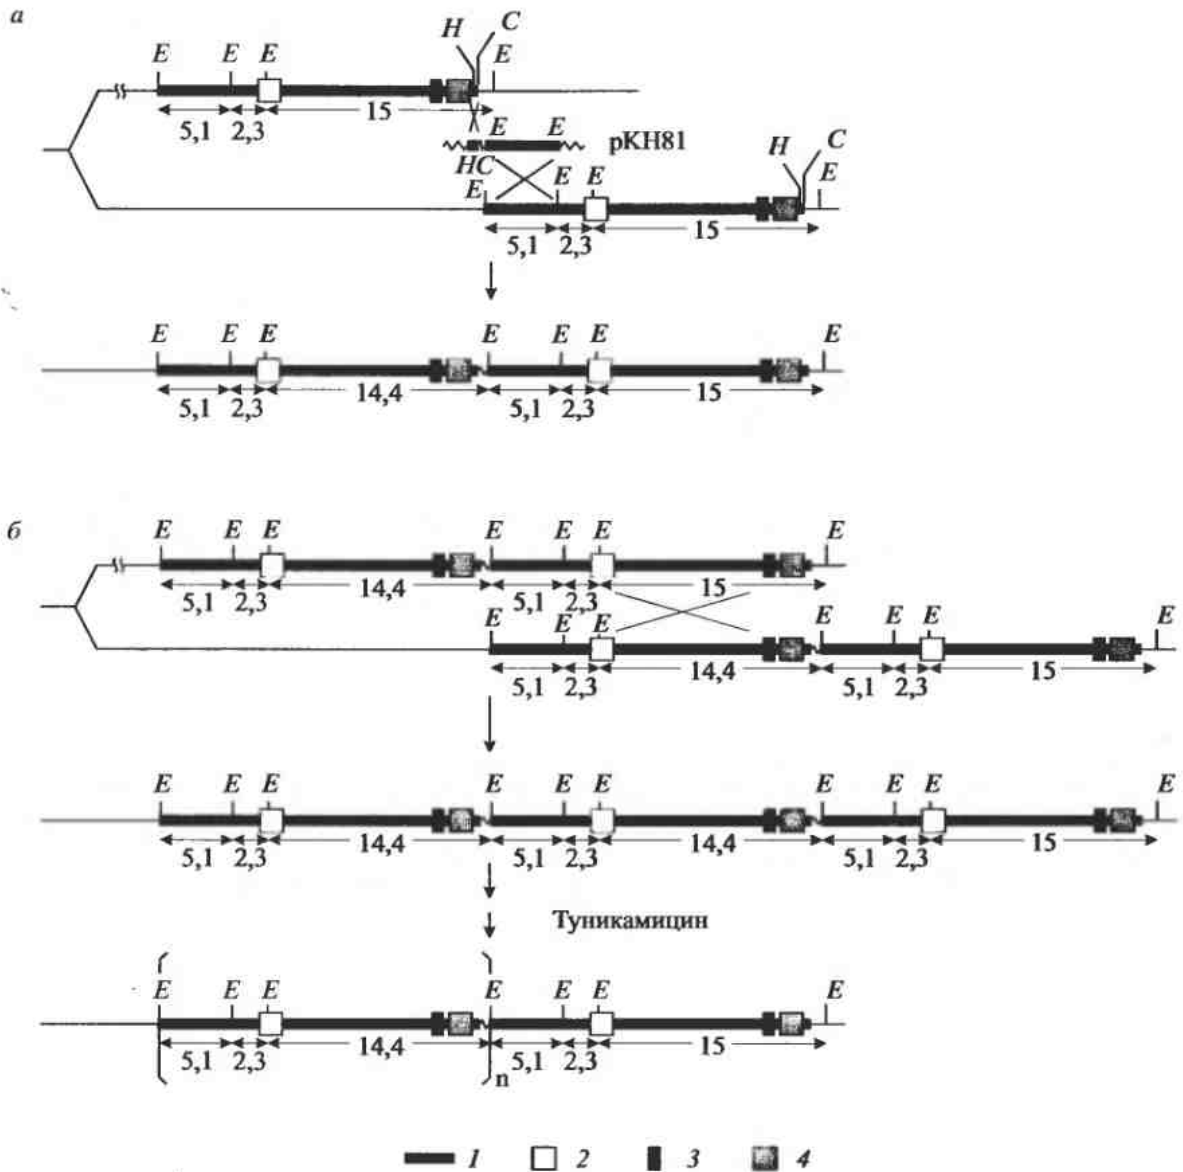 а
H C
E E E E
5,1 2,3 15
E E
pKH81
HC
H C
E E E E
5,1 2,3 15
E E E E E E E
5,1 2,3 14,4 5,1 2,3 15
б
E E E E E E E
5,1 2,3 14,4 5,1 2,3 15
E E E E E E E
5,1 2,3 14,4 5,1 2,3 15
E E E E E E E E E E
5,1 2,3 14,4 5,1 2,3 14,4 5,1 2,3 15
Туникамицин
E E E E E E E
5,1 2,3 14,4 5,1 2,3 15
n
1 2 3 4